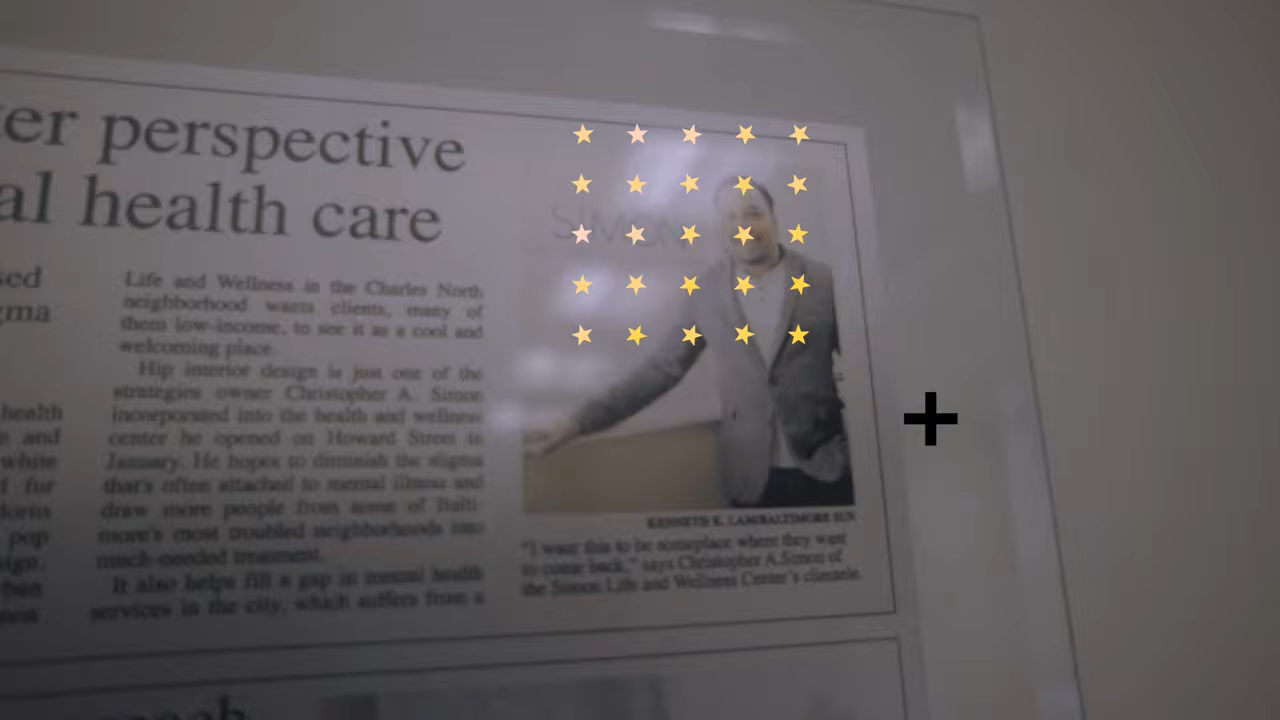 ter perspective
al health care
sed
gma
health
and
white
fur
pop
Life and Wellness in the Charles North
neighborhood wants clients, many of
them low-income, to see it as a cool and
welcoming place.
Hip interior design is just one of the
strategies owner Christopher A. Simon
incorporated into the health and wellness
center he opened on Howard Street in
January. He hopes to diminish the stigma
that's often attached to mental illness and
draw more people from some of Balti-
more's most troubled neighborhoods into
much-needed treatment.
It also helps fill a gap in mental health
services in the city, which suffers from a
SIMON
KENNETH K. LAM/BALTIMORE SUN
"I want this to be someplace where they want
to come back," says Christopher A.Simon of
the Simon Life and Wellness Center's clientele.